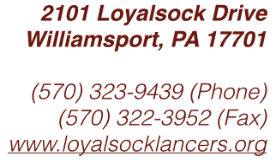 2101 Loyalsock Drive
Williamsport, PA 17701
(570) 323-9439 (Phone)
(570) 322-3952 (Fax)
www.loyalsocklancers.org